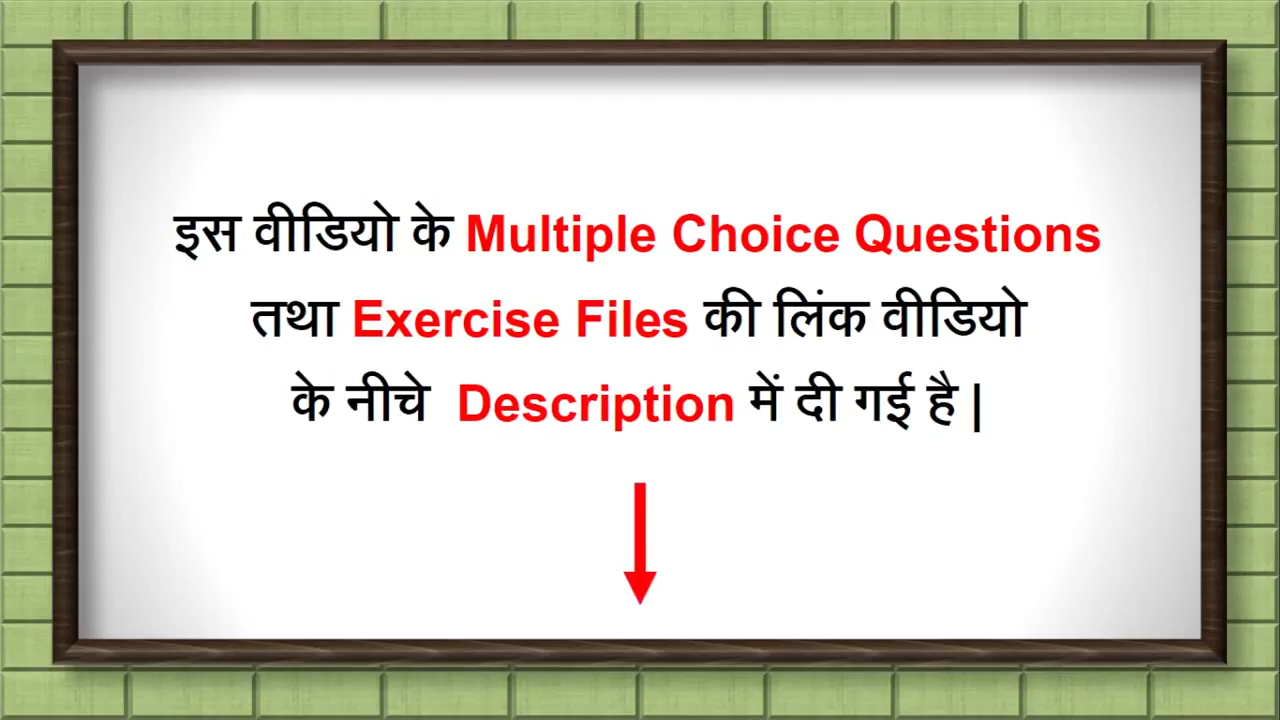 इस वीडियो के Multiple Choice Questions
तथा Exercise Files की लिंक वीडियो
के नीचे Description में दी गई है |